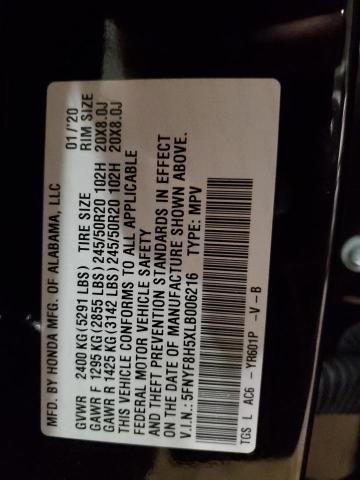 MFD. BY HONDA MFG. OF ALABAMA, LLC 01/'20
GVWR 2400 KG (5291 LBS) TIRE SIZE RIM SIZE
GAWR F 1295 KG (2855 LBS) 245/50R20 102H 20X8.0J
GAWR R 1425 KG (3142 LBS) 245/50R20 102H 20X8.0J
THIS VEHICLE CONFORMS TO ALL APPLICABLE
FEDERAL MOTOR VEHICLE SAFETY
AND THEFT PREVENTION STANDARDS IN EFFECT
ON THE DATE OF MANUFACTURE SHOWN ABOVE.
V.I.N.: 5FNYF8H5XLB006216 TYPE: MPV
TGS L AC6 -YR601P -V -B